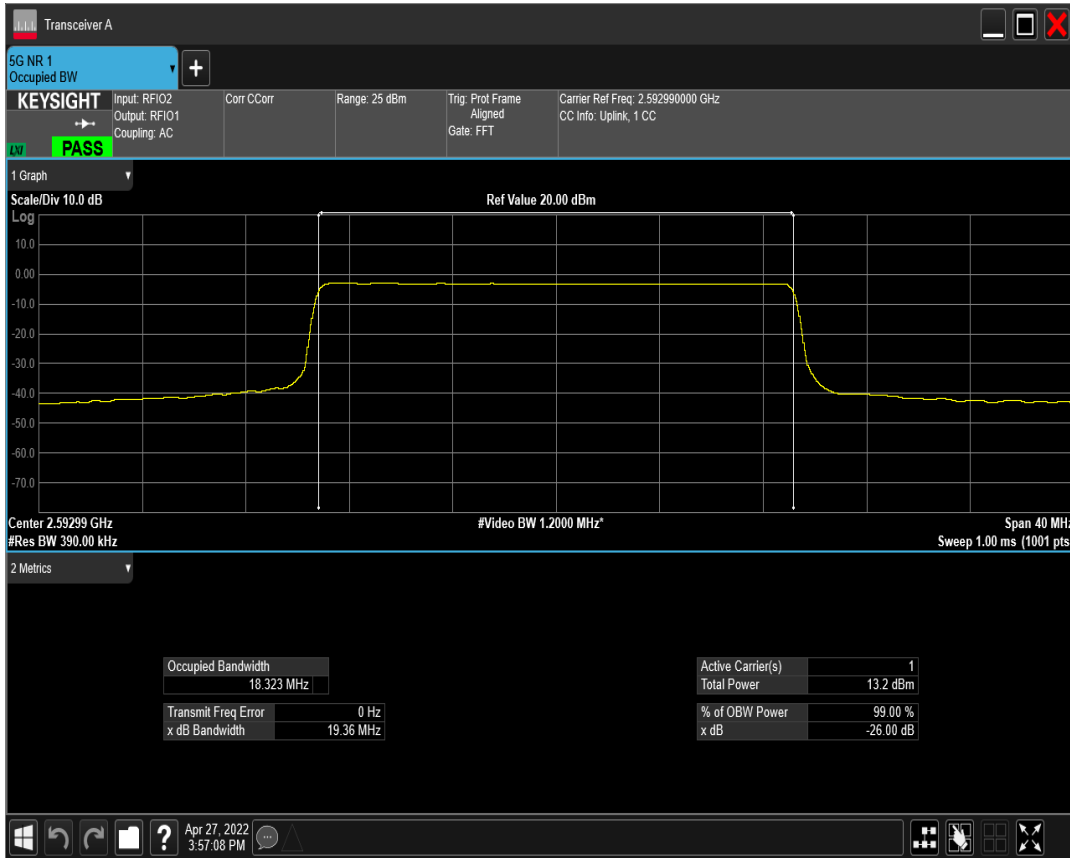 Transceiver A
5G NR 1
Occupied BW
KEYSIGHT
LXI
PASS
Input: RFIO2
Output: RFIO1
Coupling: AC
Corr CCorr
Range: 25 dBm
Trig: Prot Frame
Aligned
Gate: FFT
Carrier Ref Freq: 2.592990000 GHz
CC Info: Uplink, 1 CC
1 Graph
Scale/Div 10.0 dB
Ref Value 20.00 dBm
Log
10.0
0.00
-10.0
-20.0
-30.0
-40.0
-50.0
-60.0
-70.0
Center 2.59299 GHz
#Video BW 1.2000 MHz*
Span 40 MHz
#Res BW 390.00 kHz
Sweep 1.00 ms (1001 pts
2 Metrics
Occupied Bandwidth
18.323 MHz
Transmit Freq Error 0 Hz
x dB Bandwidth 19.36 MHz
Active Carrier(s) 1
Total Power 13.2 dBm
% of OBW Power 99.00 %
x dB -26.00 dB
?
Apr 27, 2022
3:57:08 PM